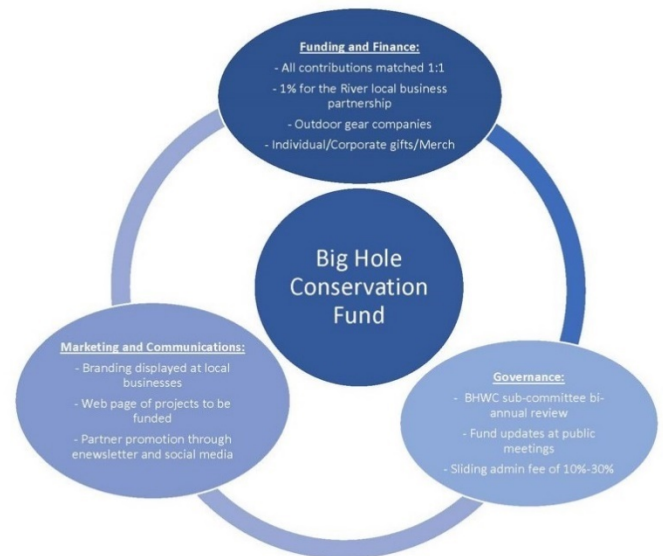 Funding and Finance:
- All contributions matched 1:1
- 1% for the River local business
partnership
- Outdoor gear companies
- Individual/Corporate gifts/Merch
Big Hole
Conservation
Fund
Marketing and Communications:
- Branding displayed at local
businesses
- Web page of projects to be
funded
- Partner promotion through
enewsletter and social media
Governance:
- BHWC sub-committee bi-
annual review
- Fund updates at public
meetings
- Sliding admin fee of 10%-30%